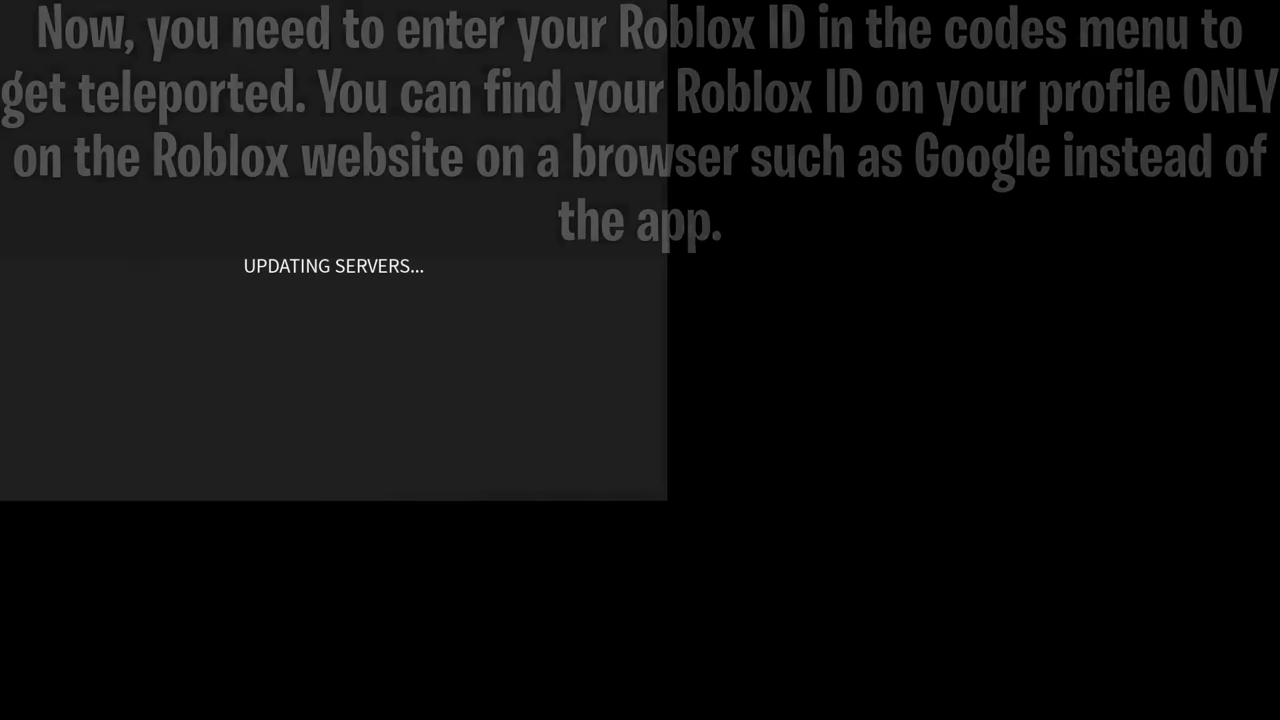 Now, you need to enter your Roblox ID in the codes menu to
get teleported. You can find your Roblox ID on your profile ONLY
on the Roblox website on a browser such as Google instead of
the app.
UPDATING SERVERS...